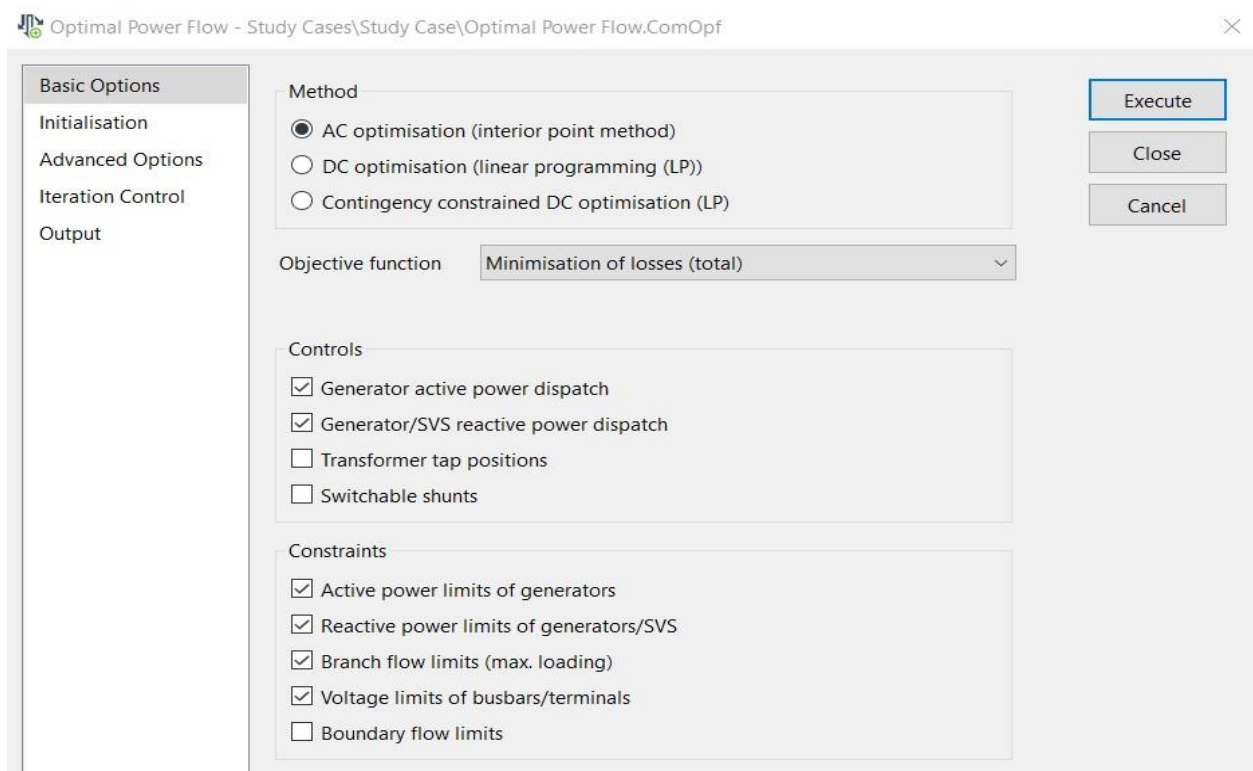 Optimal Power Flow - Study Cases\Study Case\Optimal Power Flow.ComOpf
Basic Options
Initialisation
Advanced Options
Iteration Control
Output
Method
AC optimisation (interior point method)
DC optimisation (linear programming (LP))
Contingency constrained DC optimisation (LP)
Objective function Minimisation of losses (total)
Controls
Generator active power dispatch
Generator/SVS reactive power dispatch
Transformer tap positions
Switchable shunts
Constraints
Active power limits of generators
Reactive power limits of generators/SVS
Branch flow limits (max. loading)
Voltage limits of busbars/terminals
Boundary flow limits
Execute
Close
Cancel